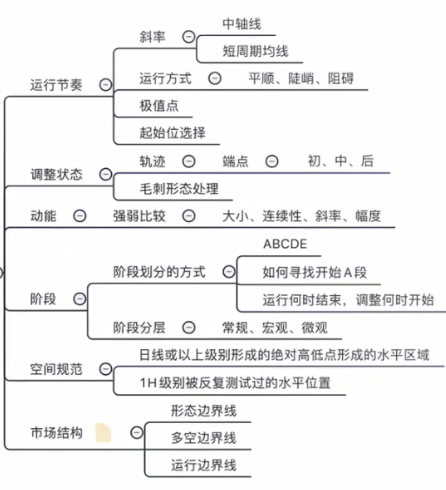 运行节奏
斜率
中轴线
短周期均线
运行方式
平顺、陡峭、阻碍
极值点
起始位选择
调整状态
轨迹
端点
初、中、后
毛刺形态处理
动能
强弱比较
大小、连续性、斜率、幅度
阶段
阶段划分的方式
ABCDE
如何寻找开始A段
运行何时结束，调整何时开始
阶段分层
常规、宏观、微观
空间规范
日线或以上级别形成的绝对高低点形成的水平区域
1H级别被反复测试过的水平位置
市场结构
形态边界线
多空边界线
运行边界线